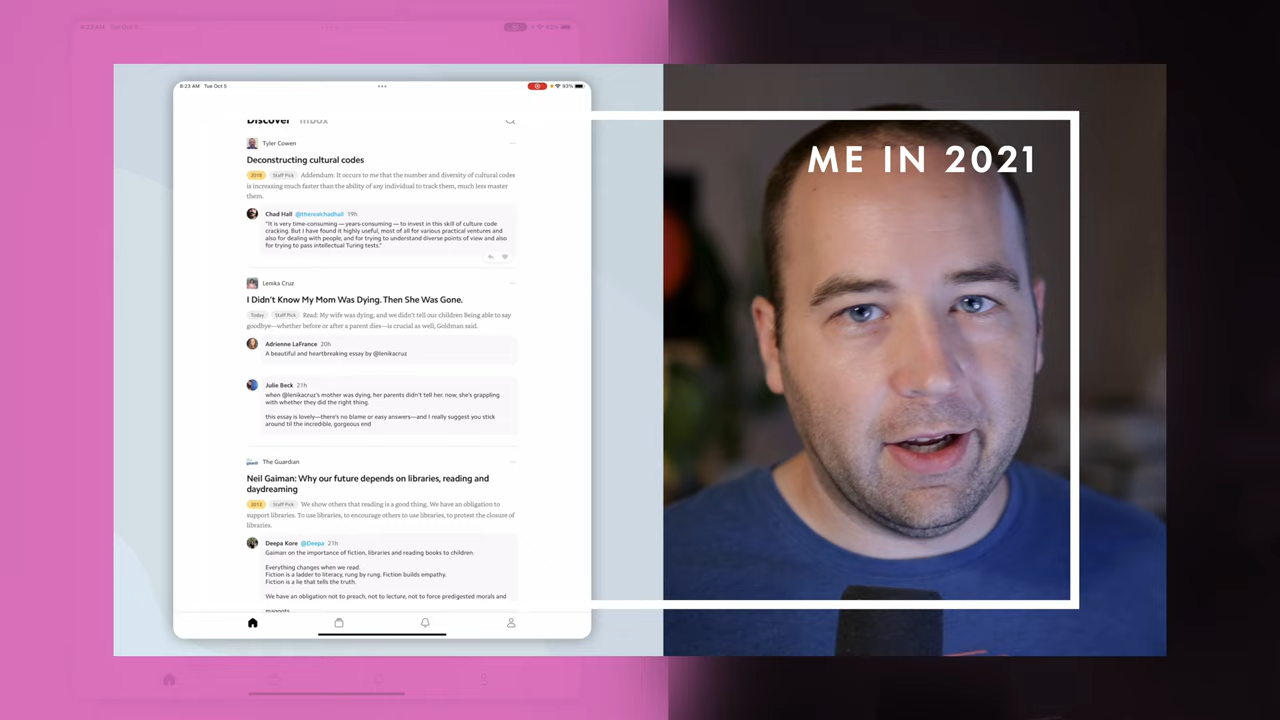 8:23 AM Tue Oct 5
93%
Discover Inbox
ME IN 2021
Tyler Cowen
Deconstructing cultural codes
2018 Staff Pick Addendum: It occurs to me that the number and diversity of cultural codes
is increasing much faster than the ability of any individual to track them, much less master
them.
Chad Hall @therealchadhall 19h
"It is very time-consuming — years-consuming — to invest in this skill of culture code
cracking. But I have found it highly useful, most of all for various practical ventures and
also for dealing with people, and for trying to understand diverse points of view and also
for trying to pass intellectual Turing tests."
Lenika Cruz
I Didn't Know My Mom Was Dying. Then She Was Gone.
Today Staff Pick Read: My wife was dying, and we didn't tell our children Being able to say
goodbye—whether before or after a parent dies—is crucial as well, Goldman said.
Adrienne LaFrance 20h
A beautiful and heartbreaking essay by @lenikacruz
Julie Beck 21h
when @lenikacruz's mother was dying, her parents didn't tell her. now, she's grappling
with whether they did the right thing.
this essay is lovely—there's no blame or easy answers—and I really suggest you stick
around til the incredible, gorgeous end
The Guardian
Neil Gaiman: Why our future depends on libraries, reading and
daydreaming
2013 Staff Pick We show others that reading is a good thing. We have an obligation to
support libraries. To use libraries, to encourage others to use libraries, to protest the closure of
libraries.
Deepa Kore @Deepa 21h
Gaiman on the importance of fiction, libraries and reading books to children.
Everything changes when we read.
Fiction is a ladder to literacy, rung by rung. Fiction builds empathy.
Fiction is a lie that tells the truth.
We have an obligation not to preach, not to lecture, not to force predigested morals and